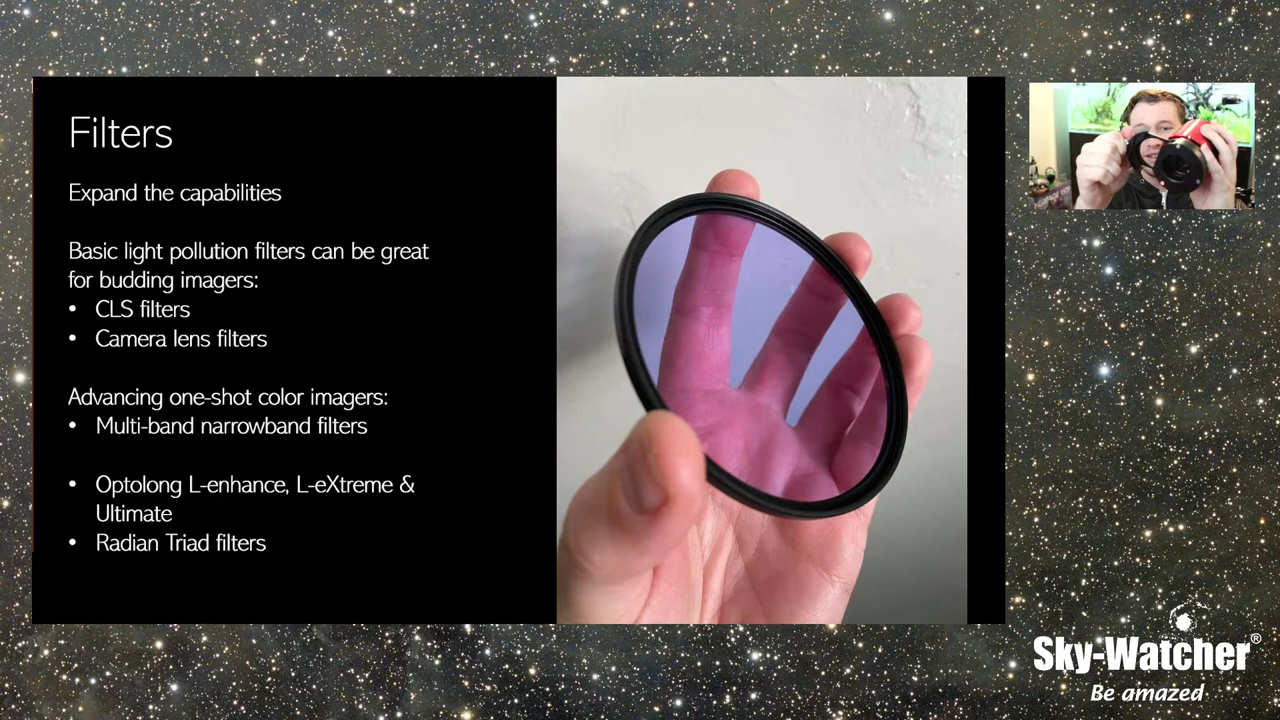 Filters
Expand the capabilities
Basic light pollution filters can be great
for budding imagers:
• CLS filters
• Camera lens filters
Advancing one-shot color imagers:
• Multi-band narrowband filters
• Optolong L-enhance, L-eXtreme &
Ultimate
• Radian Triad filters
Sky-Watcher®
Be amazed